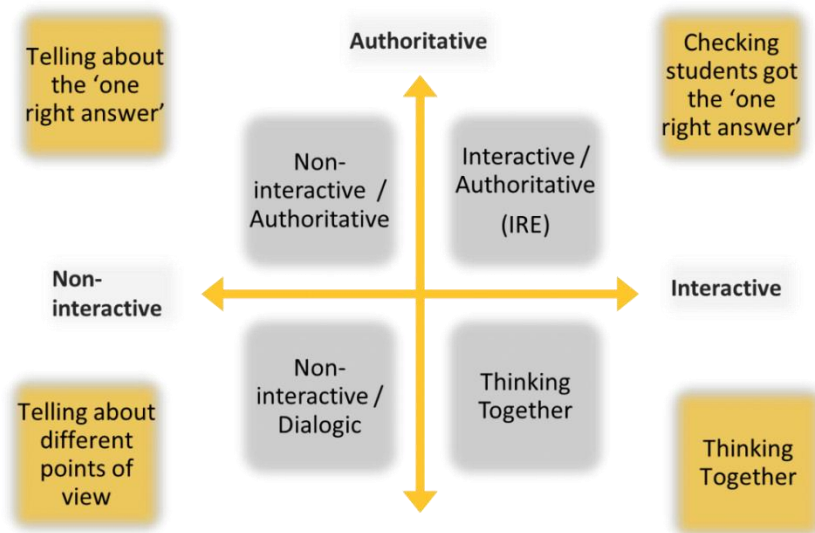 Telling about
the ‘one
right answer’
Authoritative
Checking
students got
the ‘one
right answer’
Non-
interactive /
Authoritative
Interactive /
Authoritative
(IRE)
Non-
interactive
Interactive
Non-
interactive /
Dialogic
Thinking
Together
Telling about
different
points of
view
Thinking
Together